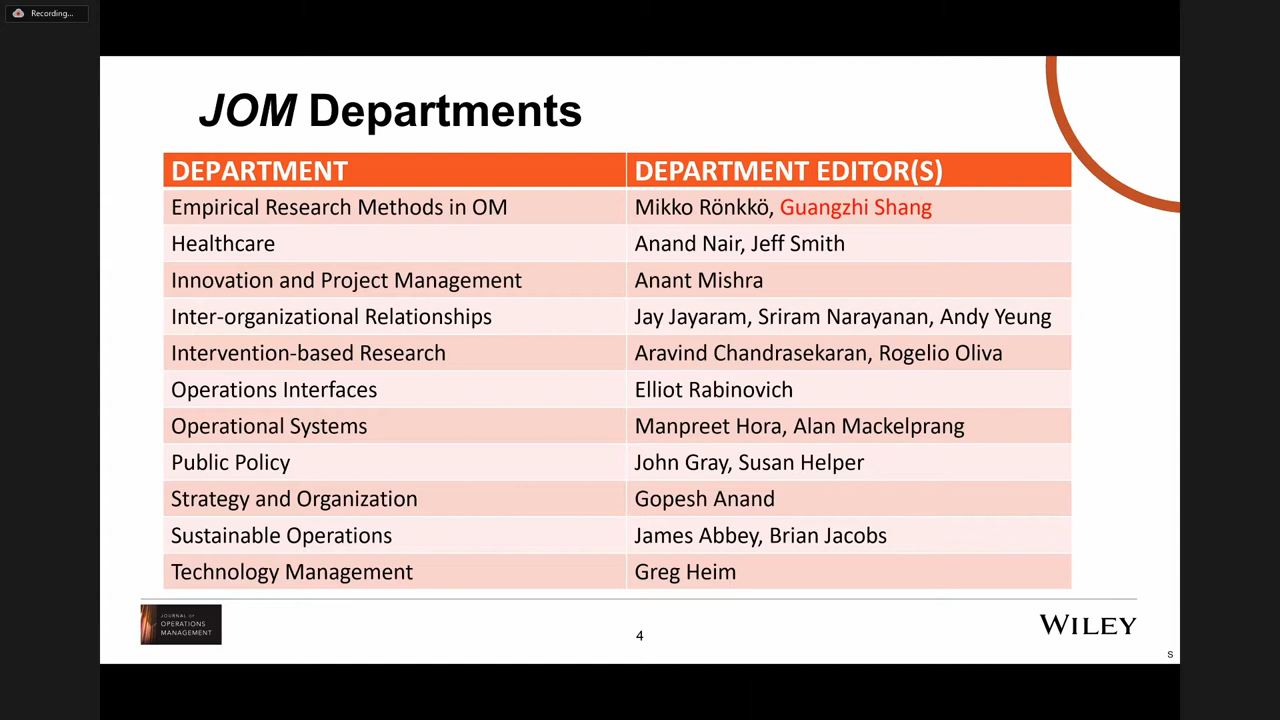 Recording...
JOM Departments
DEPARTMENT DEPARTMENT EDITOR(S)
Empirical Research Methods in OM Mikko Rönkkö, Guangzhi Shang
Healthcare Anand Nair, Jeff Smith
Innovation and Project Management Anant Mishra
Inter-organizational Relationships Jay Jayaram, Sriram Narayanan, Andy Yeung
Intervention-based Research Aravind Chandrasekaran, Rogelio Oliva
Operations Interfaces Elliot Rabinovich
Operational Systems Manpreet Hora, Alan Mackelprang
Public Policy John Gray, Susan Helper
Strategy and Organization Gopesh Anand
Sustainable Operations James Abbey, Brian Jacobs
Technology Management Greg Heim
JOURNAL OF
OPERATIONS
MANAGEMENT
4
WILEY
S